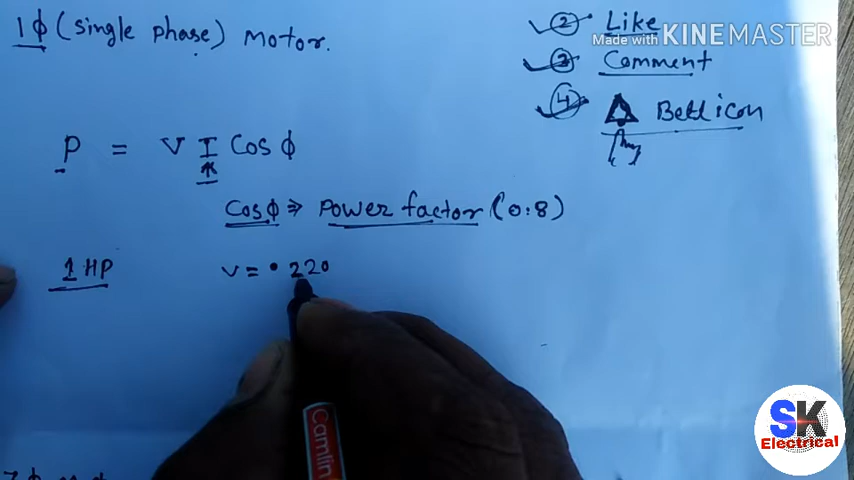 1ϕ (single phase) motor.
② Like
Made with KINEMASTER
③ Comment
④ Bell icon
P = V I Cosϕ
Cosϕ ⇒ Power factor (0.8)
1 HP V = 220
Camlin
SK
Electrical